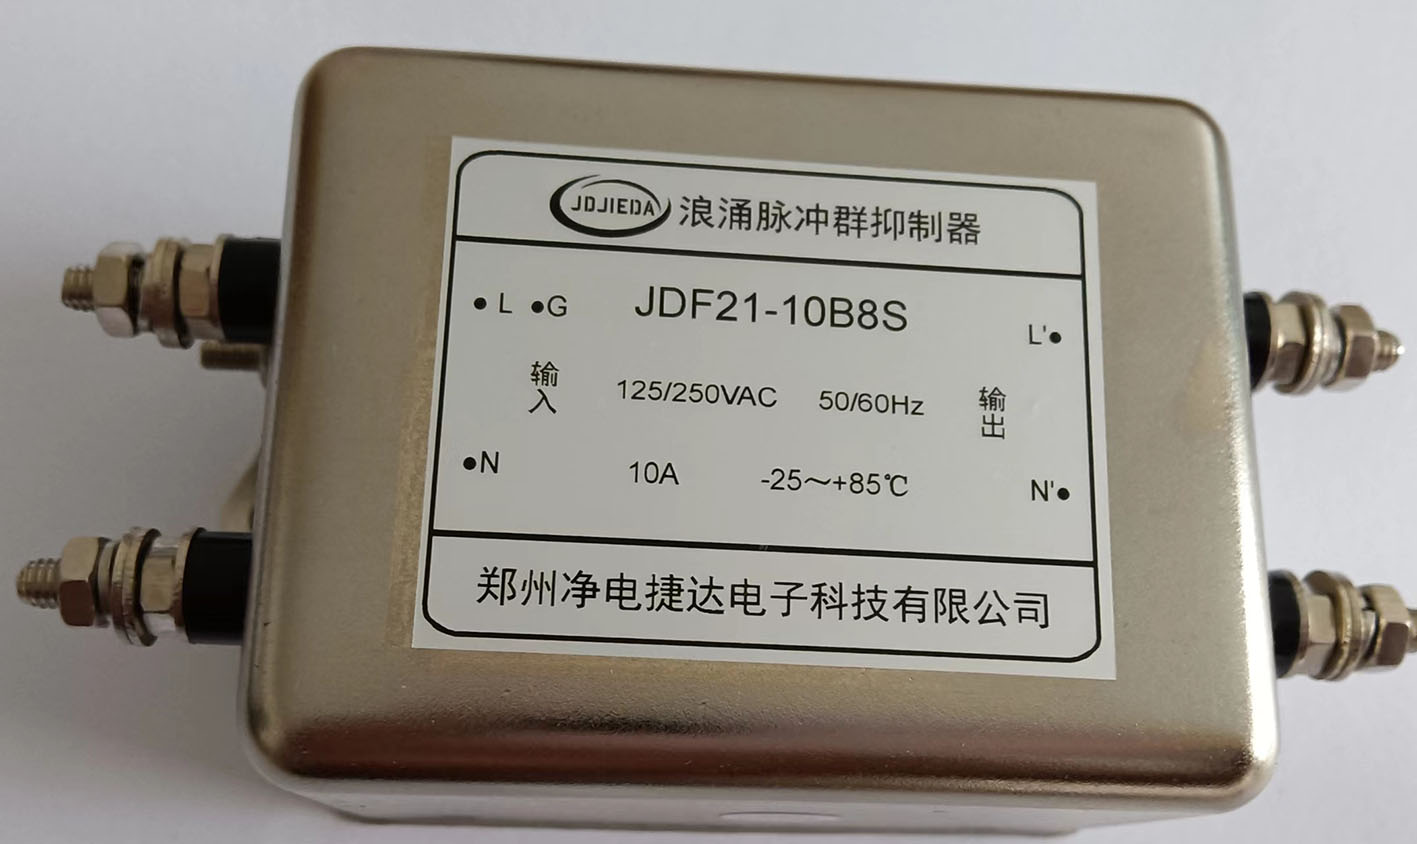 JDJIEDA 浪涌脉冲群抑制器
•L •G JDF21-10B8S L'•
输入 125/250VAC 50/60Hz 输出
•N 10A -25~+85℃ N'•
郑州净电捷达电子科技有限公司